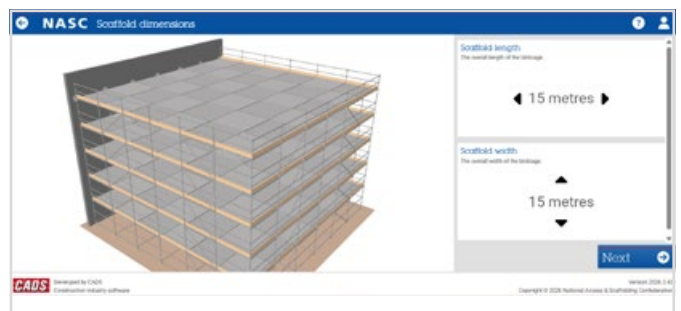 NASC Scaffold dimensions
?
Scaffold length
The overall length of the birdcage.
15 metres
Scaffold width
The overall width of the birdcage.
15 metres
Next
CADS
Developed by CADS
Construction industry software
Copyright © 2026 National Access & Scaffolding Confederation